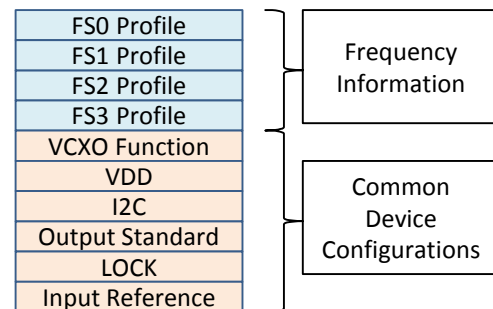 FS0 Profile
FS1 Profile
FS2 Profile
FS3 Profile
VCXO Function
VDD
I2C
Output Standard
LOCK
Input Reference
Frequency
Information
Common
Device
Configurations